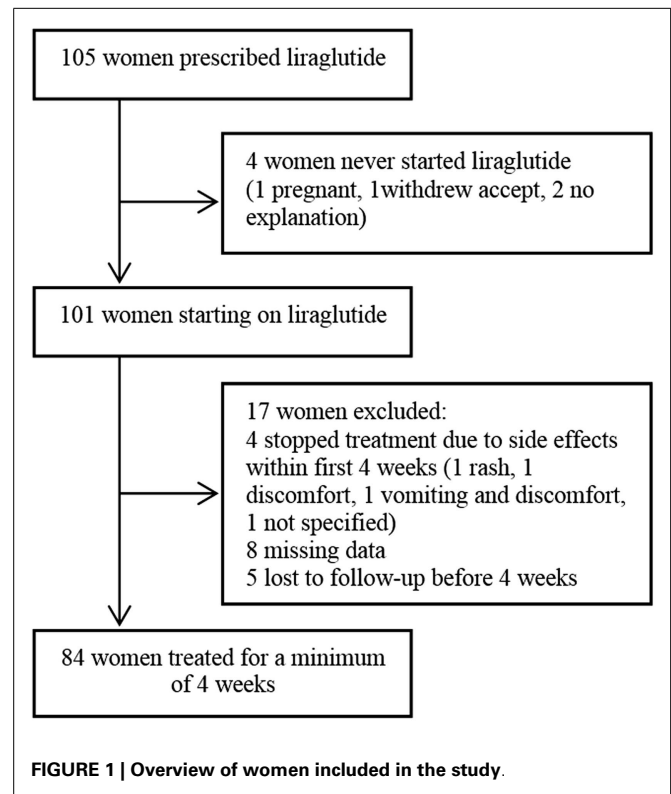 105 women prescribed liraglutide
4 women never started liraglutide
(1 pregnant, 1withdrew accept, 2 no
explanation)
101 women starting on liraglutide
17 women excluded:
4 stopped treatment due to side effects
within first 4 weeks (1 rash, 1
discomfort, 1 vomiting and discomfort,
1 not specified)
8 missing data
5 lost to follow-up before 4 weeks
84 women treated for a minimum
of 4 weeks
FIGURE 1 | Overview of women included in the study.